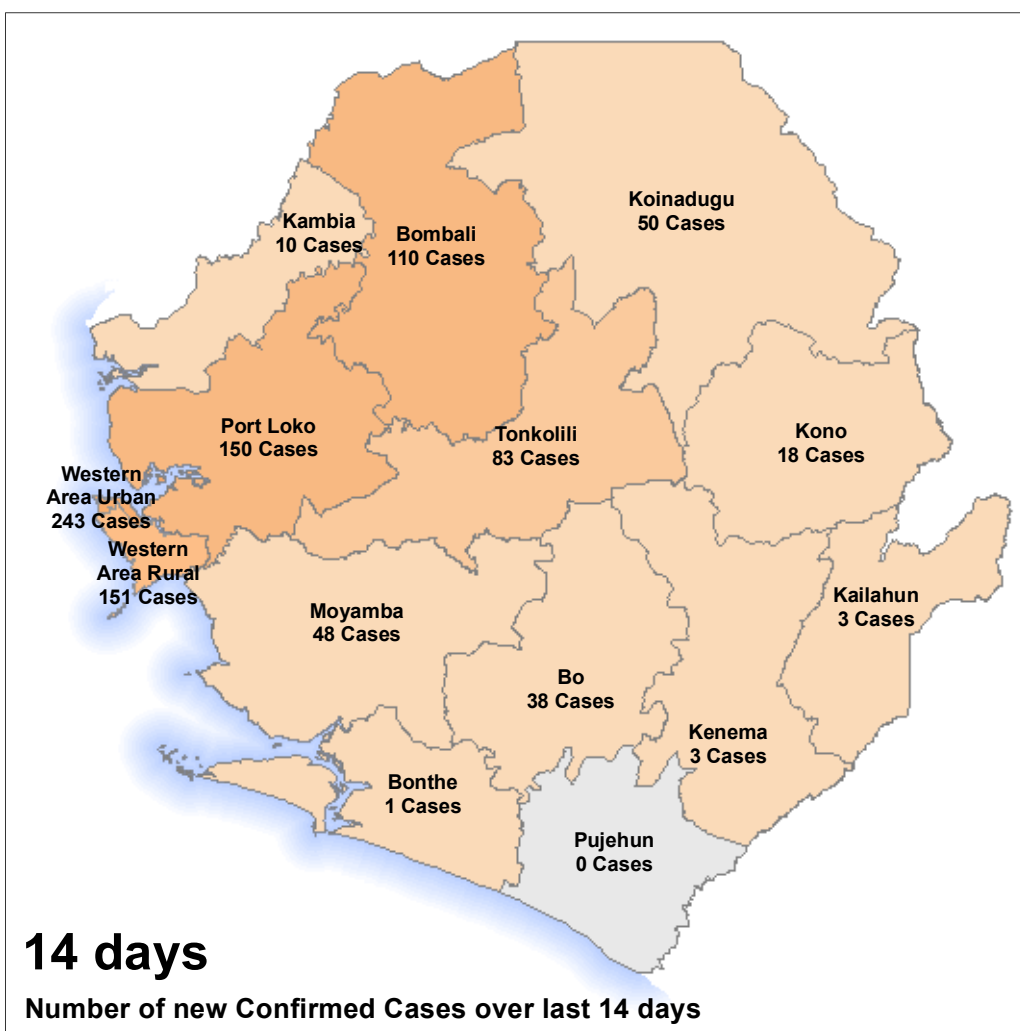 Koinadugu
50 Cases
Kambia
10 Cases
Bombali
110 Cases
Port Loko
150 Cases
Tonkolili
83 Cases
Kono
18 Cases
Western
Area Urban
243 Cases
Western
Area Rural
151 Cases
Kailahun
3 Cases
Moyamba
48 Cases
Bo
38 Cases
Kenema
3 Cases
Bonthe
1 Cases
Pujehun
0 Cases
14 days
Number of new Confirmed Cases over last 14 days